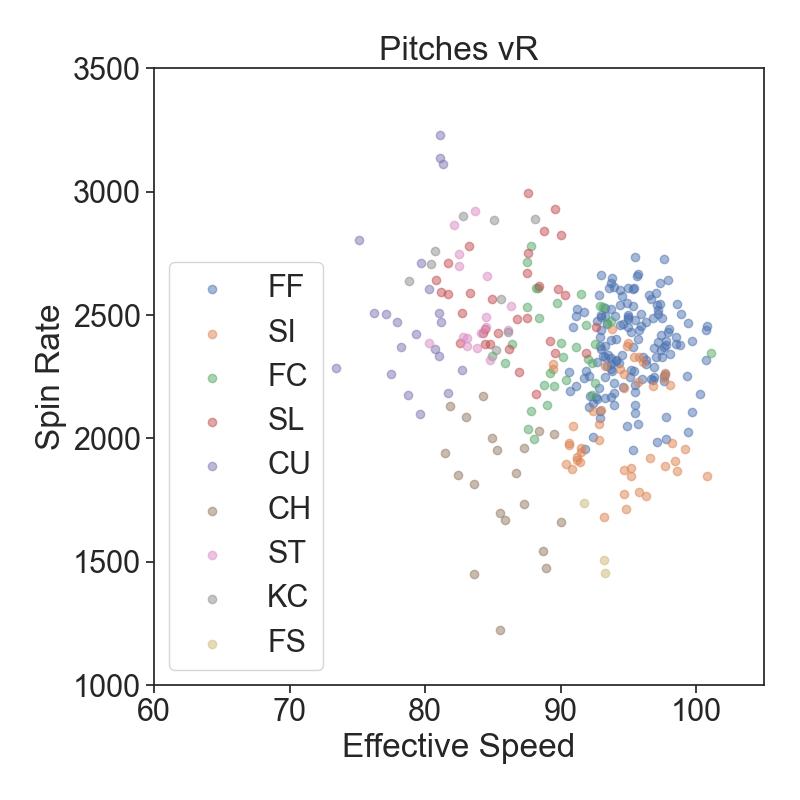 Pitches vR
3500
3000
2500
2000
1500
1000
Spin Rate
FF
SI
FC
SL
CU
CH
ST
KC
FS
60 70 80 90 100
Effective Speed